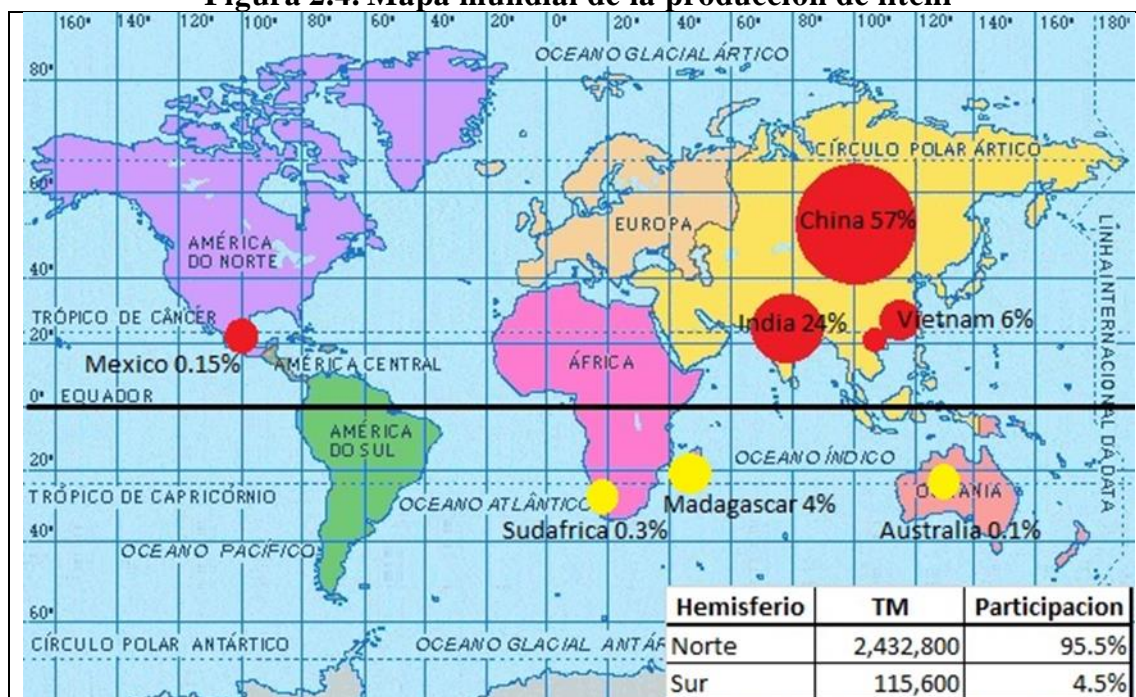 Figura 2.4. Mapa mundial de la producción de litchi
160° 140° 120° 100° 80° 60° 40° 20° 0° 20° 40° 60° 80° 100° 120° 140° 160° 180°
OCEANO GLACIAL ÁRTICO
80°
CÍRCULO POLAR ÁRTICO
60°
China 57%
EUROPA
AMÉRICA
DO NORTE
LÍNHA INTERNACIONAL DÁ DATA
40°
TRÓPICO DE CÂNCER
India 24%
Vietnam 6%
20°
Mexico 0.15%
AMÉRICA CENTRAL
ÁFRICA
0° EQUADOR
AMÉRICA
DO SUL
OCEANO ÍNDICO
20°
TRÓPICO DE CAPRICÓRNIO
OCEANO ATLÂNTICO
Madagascar 4%
Sudafrica 0.3%
Australia 0.1%
40°
OCEANO PACÍFICO
60°
CÍRCULO POLAR ANTÁRTICO
OCEANO GLACIAL ANTÁR
Hemisferio TM Participacion
Norte 2,432,800 95.5%
Sur 115,600 4.5%